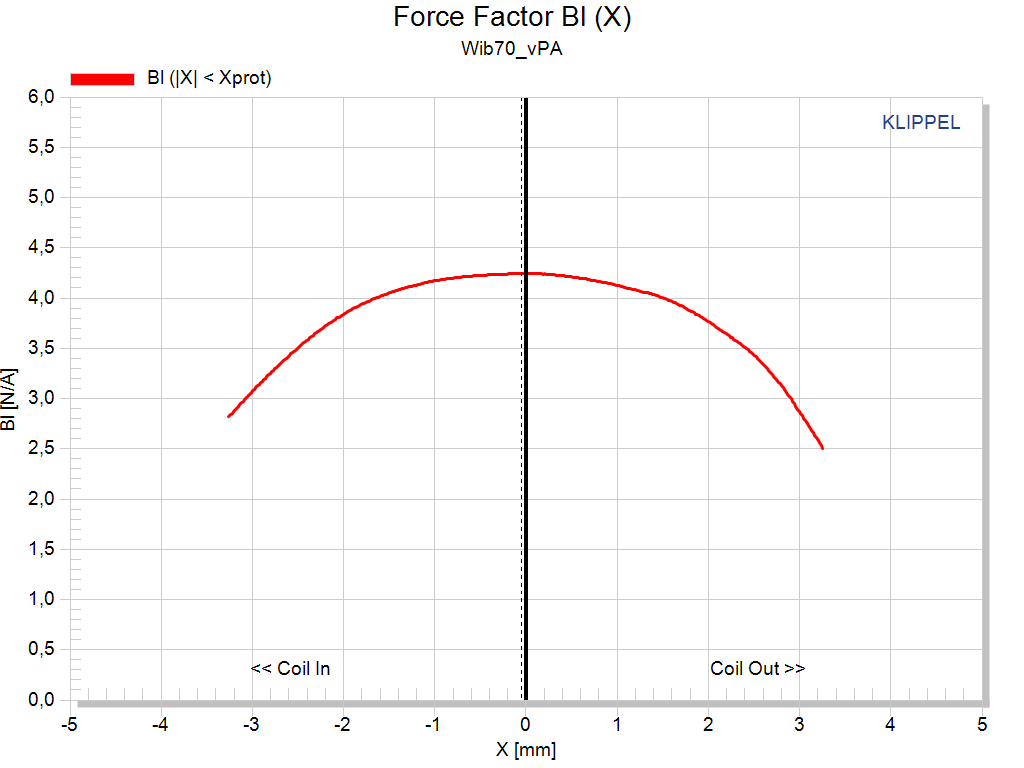 Force Factor Bl (X)
Wib70_vPA
Bl (|X| < Xprot)
KLIPPEL
6,0
5,5
5,0
4,5
4,0
3,5
3,0
2,5
2,0
1,5
1,0
0,5
0,0
Bl [N/A]
<< Coil In
Coil Out >>
-5 -4 -3 -2 -1 0 1 2 3 4 5
X [mm]